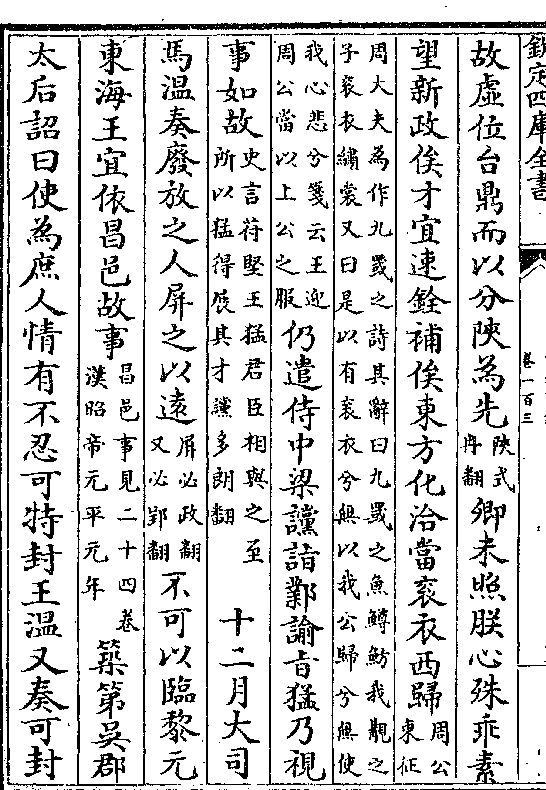 欽定四庫全書
卷一百三
故虛位台鼎而以分陜為先陜式冉翻卿未照朕心殊乖素
望新政俟才宜速銓補俟東方化洽當袞衣西歸周公東征
周大夫為作九罭之詩其辭曰九罭之魚鱒魴我覯之
子袞衣繡裳又曰是以有袞衣兮無以我公歸兮無使
我心悲兮箋云王迎周公當以上公之服仍遣侍中梁讜詣鄴諭旨猛乃視
事如故史言苻堅王猛君臣相與之至所以猛得展其才讜多朗翻十二月大司
馬溫奏廢放之人屏之以遠屏必政翻又必郢翻不可以臨黎元
東海王宜依昌邑故事昌邑事見二十四卷漢昭帝元平元年築第吳郡
太后詔曰使為庶人情有不忍可特封王溫又奏可封